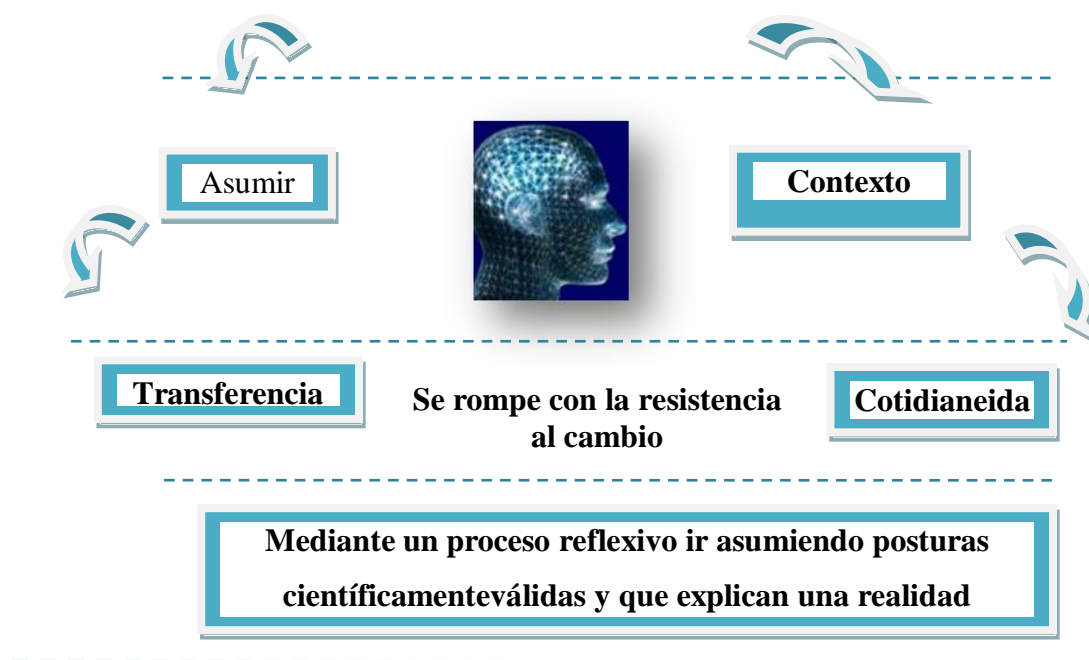 Asumir
Contexto
Transferencia
Se rompe con la resistencia
al cambio
Cotidianeida
Mediante un proceso reflexivo ir asumiendo posturas
científicamenteválidas y que explican una realidad